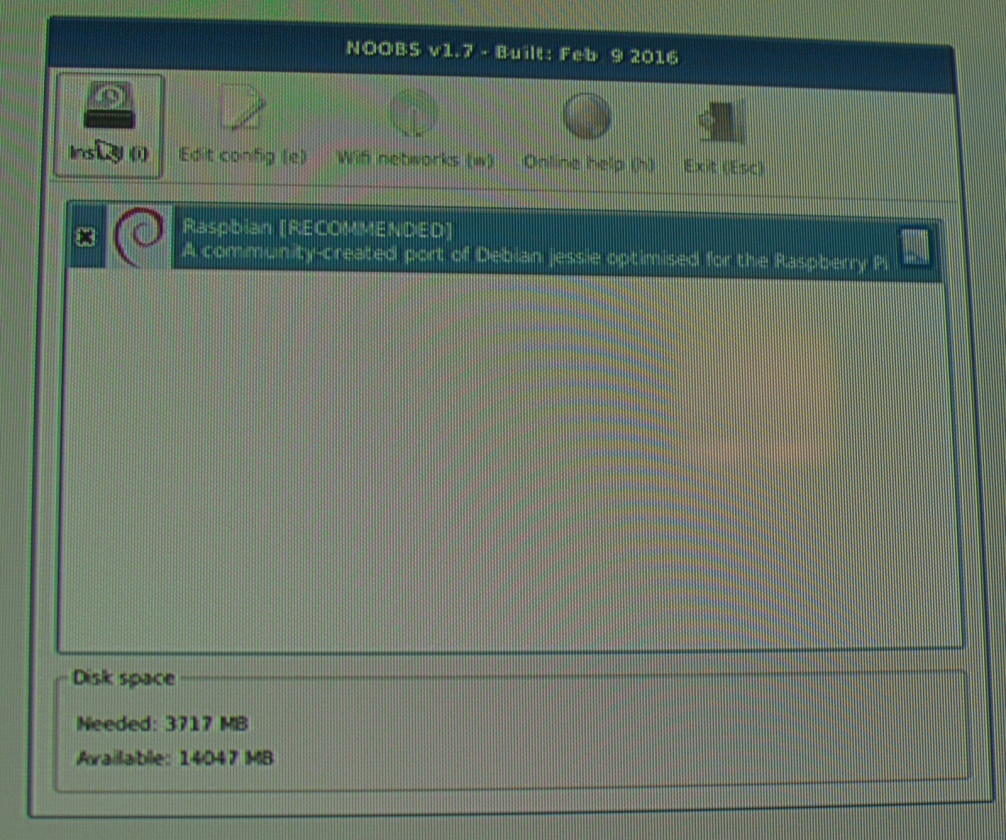 NOOBS v1.7 - Built: Feb 9 2016
Install (i) Edit config (e) Wifi networks (w) Online help (h) Exit (Esc)
Raspbian [RECOMMENDED]
A community-created port of Debian jessie optimised for the Raspberry Pi
Disk space
Needed: 3717 MB
Available: 14047 MB